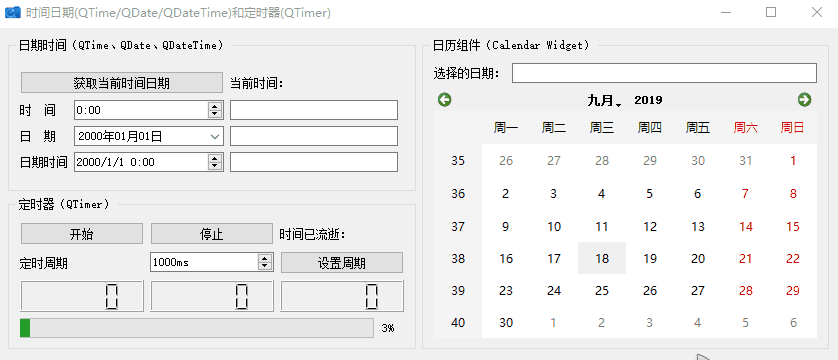 时间日期(QTime/QDate/QDateTime)和定时器(QTimer)
日期时间（QTime、QDate、QDateTime）
获取当前时间日期 当前时间：
时 间 0:00
日 期 2000年01月01日
日期时间 2000/1/1 0:00
定时器（QTimer）
开始 停止 时间已流逝：
定时周期 1000ms 设置周期
0 0 0
3%
日历组件（Calendar Widget）
选择的日期：
九月 2019
周一 周二 周三 周四 周五 周六 周日
35 26 27 28 29 30 31 1
36 2 3 4 5 6 7 8
37 9 10 11 12 13 14 15
38 16 17 18 19 20 21 22
39 23 24 25 26 27 28 29
40 30 1 2 3 4 5 6